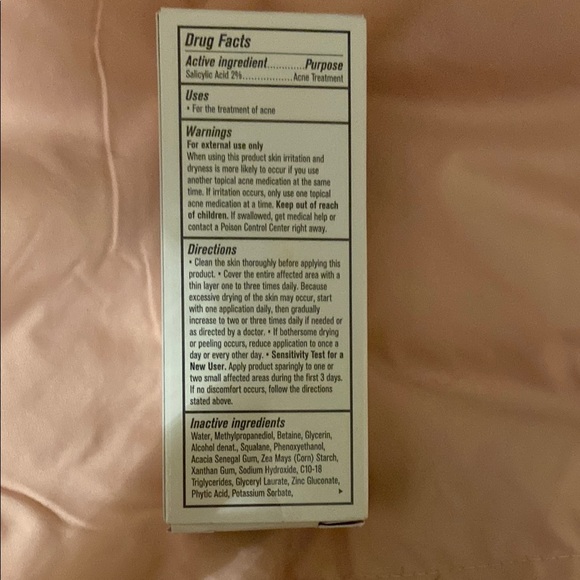 Drug Facts
Active ingredient............Purpose
Salicylic Acid 2%................Acne Treatment
Uses
• For the treatment of acne
Warnings
For external use only
When using this product skin irritation and
dryness is more likely to occur if you use
another topical acne medication at the same
time. If irritation occurs, only use one topical
acne medication at a time. Keep out of reach
of children. If swallowed, get medical help or
contact a Poison Control Center right away.
Directions
• Clean the skin thoroughly before applying this
product. • Cover the entire affected area with a
thin layer one to three times daily. Because
excessive drying of the skin may occur, start
with one application daily, then gradually
increase to two or three times daily if needed or
as directed by a doctor. • If bothersome drying
or peeling occurs, reduce application to once a
day or every other day. • Sensitivity Test for a
New User. Apply product sparingly to one or
two small affected areas during the first 3 days.
If no discomfort occurs, follow the directions
stated above.
Inactive ingredients
Water, Methylpropanediol, Betaine, Glycerin,
Alcohol denat., Squalane, Phenoxyethanol,
Acacia Senegal Gum, Zea Mays (Corn) Starch,
Xanthan Gum, Sodium Hydroxide, C10-18
Triglycerides, Glyceryl Laurate, Zinc Gluconate,
Phytic Acid, Potassium Sorbate,